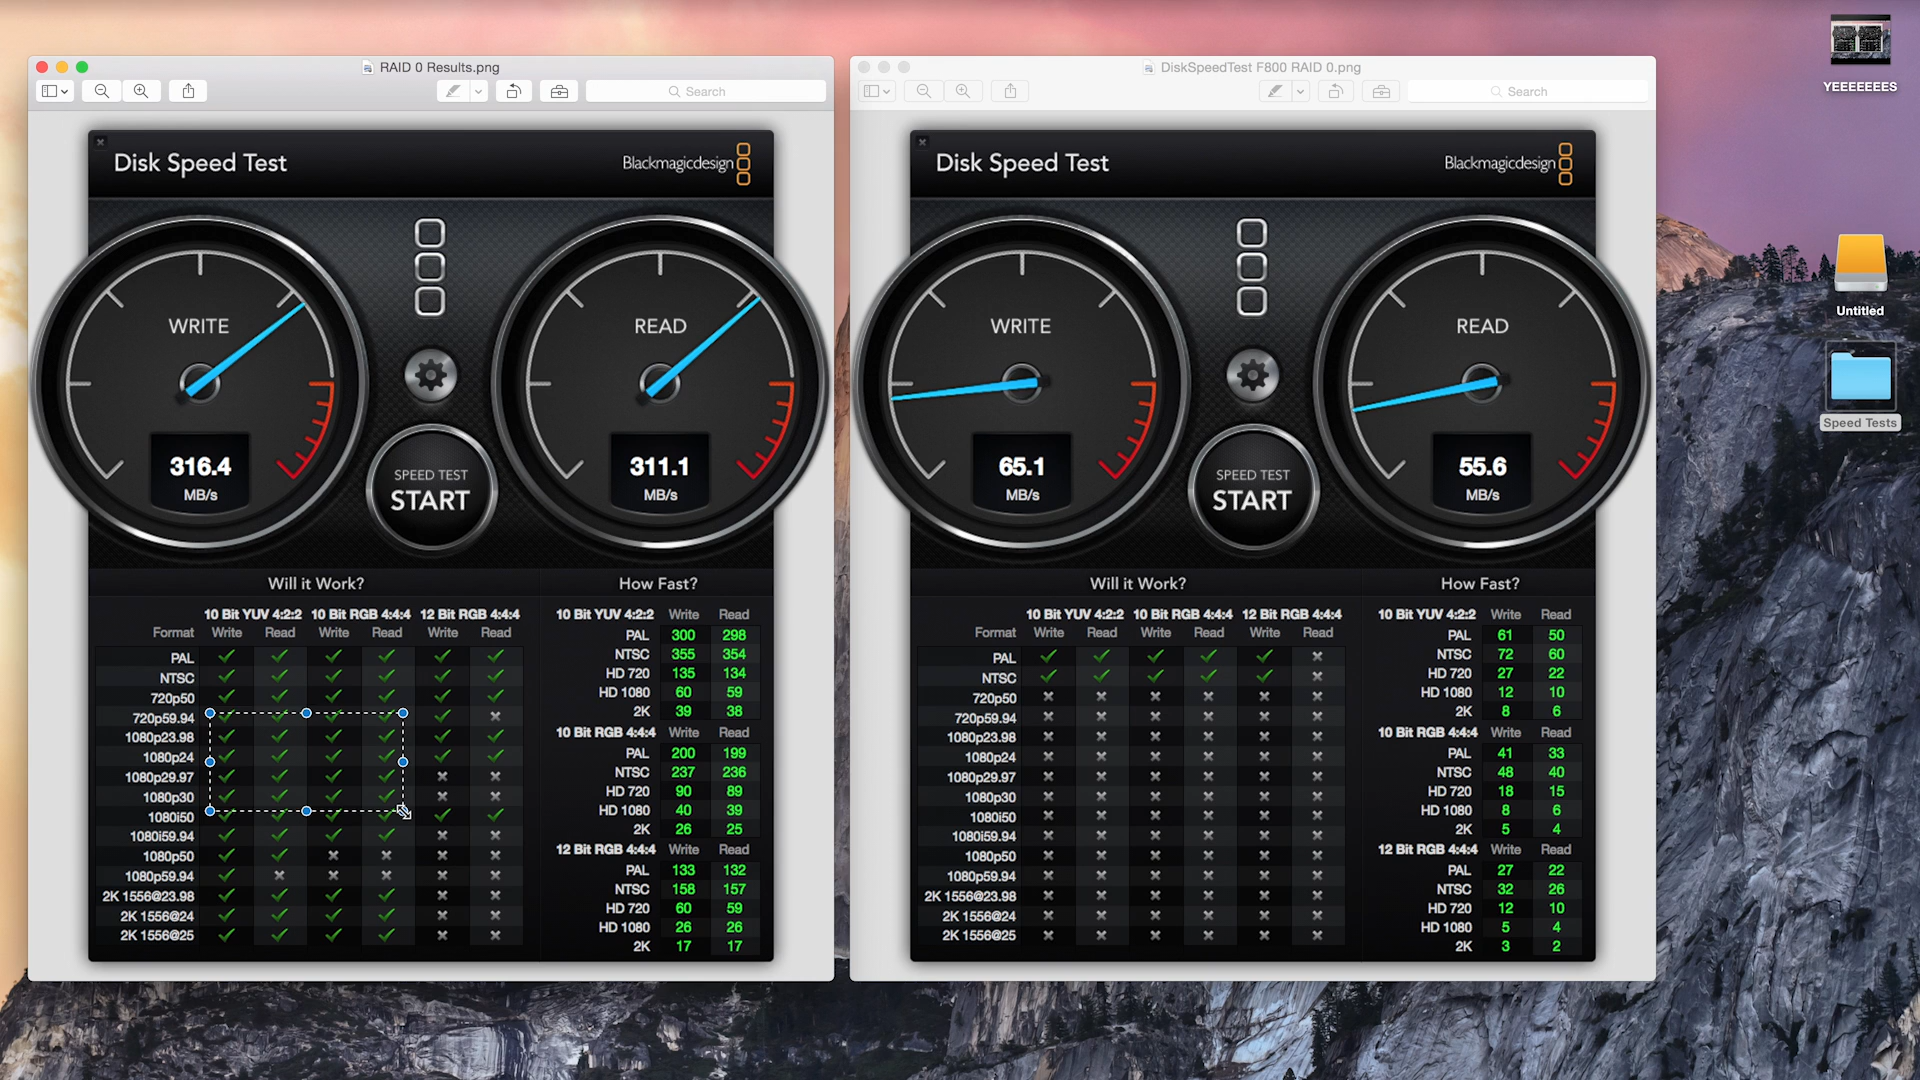 RAID 0 Results.png
Search
Disk Speed Test
Blackmagicdesign
WRITE
READ
316.4
MB/s
SPEED TEST
START
311.1
MB/s
Will it Work?
How Fast?
10 Bit YUV 4:2:2 10 Bit RGB 4:4:4 12 Bit RGB 4:4:4
Format Write Read Write Read Write Read
PAL
NTSC
720p50
720p59.94
1080p23.98
1080p24
1080p29.97
1080p30
1080i50
1080i59.94
1080p50
1080p59.94
2K 1556@23.98
2K 1556@24
2K 1556@25
10 Bit YUV 4:2:2 Write Read
PAL 300 298
NTSC 355 354
HD 720 135 134
HD 1080 60 59
2K 39 38
10 Bit RGB 4:4:4 Write Read
PAL 200 199
NTSC 237 236
HD 720 90 89
HD 1080 40 39
2K 26 25
12 Bit RGB 4:4:4 Write Read
PAL 133 132
NTSC 158 157
HD 720 60 59
HD 1080 26 26
2K 17 17
DiskSpeedTest F800 RAID 0.png
Search
Disk Speed Test
Blackmagicdesign
WRITE
READ
65.1
MB/s
SPEED TEST
START
55.6
MB/s
Will it Work?
How Fast?
10 Bit YUV 4:2:2 10 Bit RGB 4:4:4 12 Bit RGB 4:4:4
Format Write Read Write Read Write Read
PAL
NTSC
720p50
720p59.94
1080p23.98
1080p24
1080p29.97
1080p30
1080i50
1080i59.94
1080p50
1080p59.94
2K 1556@23.98
2K 1556@24
2K 1556@25
10 Bit YUV 4:2:2 Write Read
PAL 61 50
NTSC 72 60
HD 720 27 22
HD 1080 12 10
2K 8 6
10 Bit RGB 4:4:4 Write Read
PAL 41 33
NTSC 48 40
HD 720 18 15
HD 1080 8 6
2K 5 4
12 Bit RGB 4:4:4 Write Read
PAL 27 22
NTSC 32 26
HD 720 12 10
HD 1080 5 4
2K 3 2
YEEEEEEES
Untitled
Speed Tests